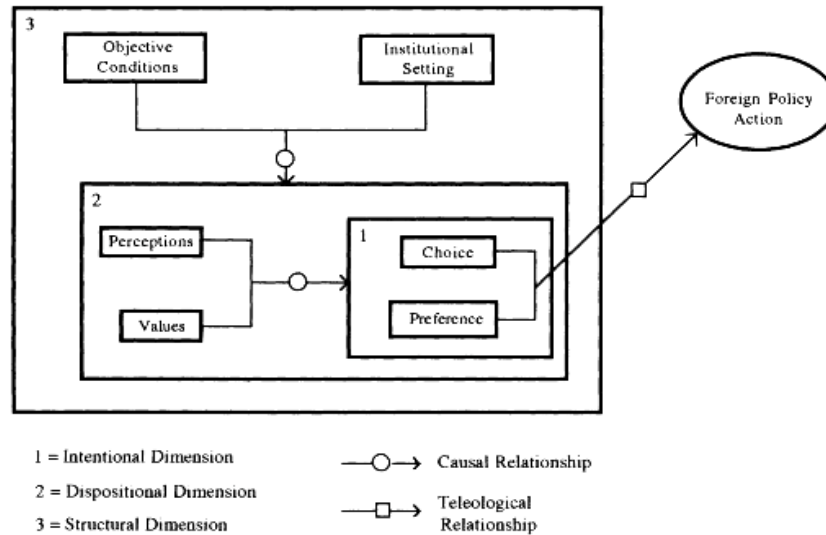 3
Objective
Conditions
Institutional
Setting
Foreign Policy
Action
2
Perceptions
Values
1
Choice
Preference
1 = Intentional Dimension
2 = Dispositional Dimension
3 = Structural Dimension
Causal Relationship
Teleological
Relationship